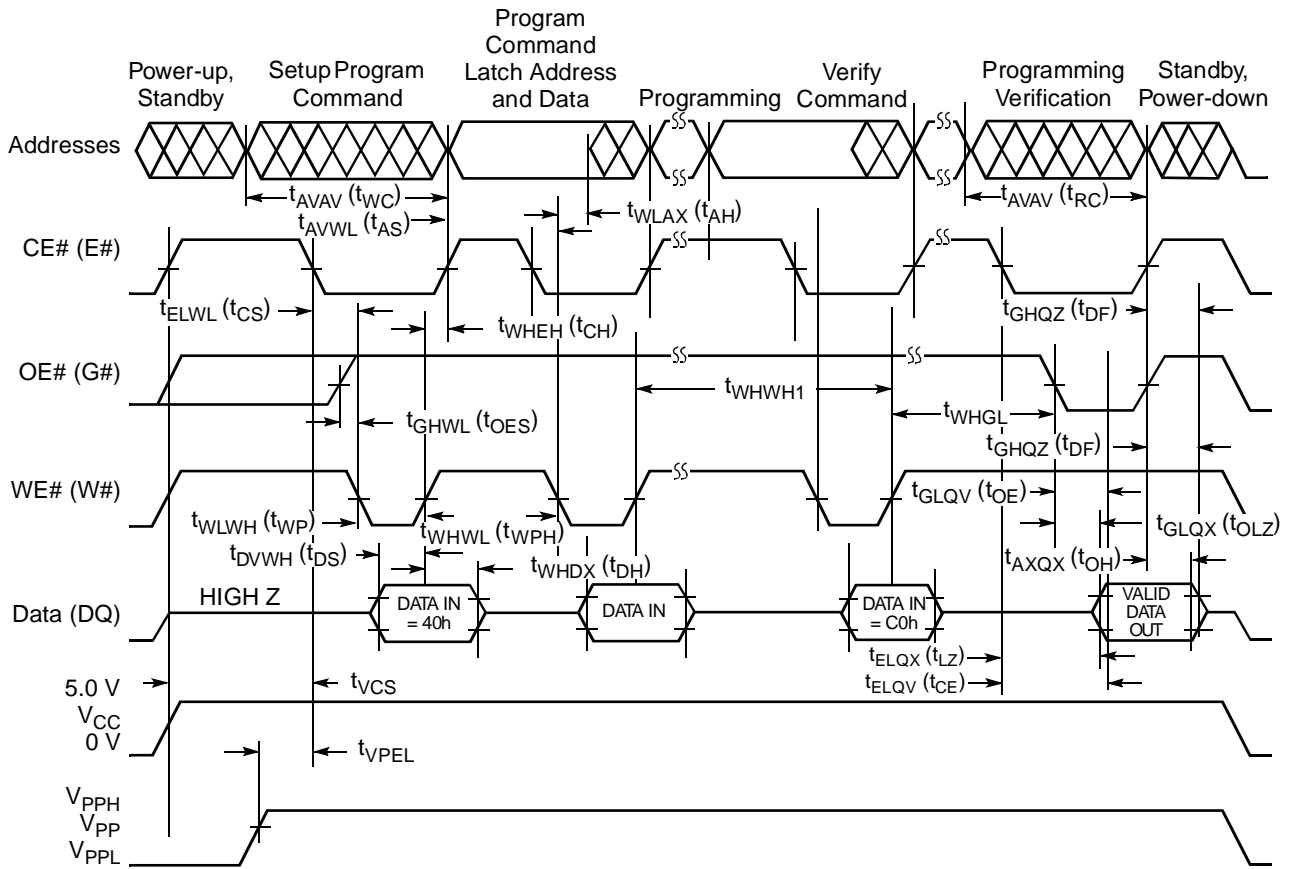 Power-up,
Standby
Setup Program
Command
Program
Command
Latch Address
and Data
Programming
Verify
Command
Programming
Verification
Standby,
Power-down
Addresses
tAVAV (tWC)
tAVWL (tAS)
tWLAX (tAH)
tAVAV (tRC)
CE# (E#)
tELWL (tCS)
tWHEH (tCH)
tGHQZ (tDF)
OE# (G#)
tWHWH1
tWHGL
tGHWL (tOES)
tGHQZ (tDF)
WE# (W#)
tGLQV (tOE)
tWLWH (tWP)
tWHWL (tWPH)
tGLQX (tOLZ)
tDVWH (tDS)
tWHDX (tDH)
tAXQX (tOH)
Data (DQ)
HIGH Z
DATA IN
= 40h
DATA IN
DATA IN
= C0h
VALID
DATA
OUT
tELQX (tLZ)
tELQV (tCE)
5.0 V
VCC
0 V
tVCS
tVPEL
VPPH
VPP
VPPL